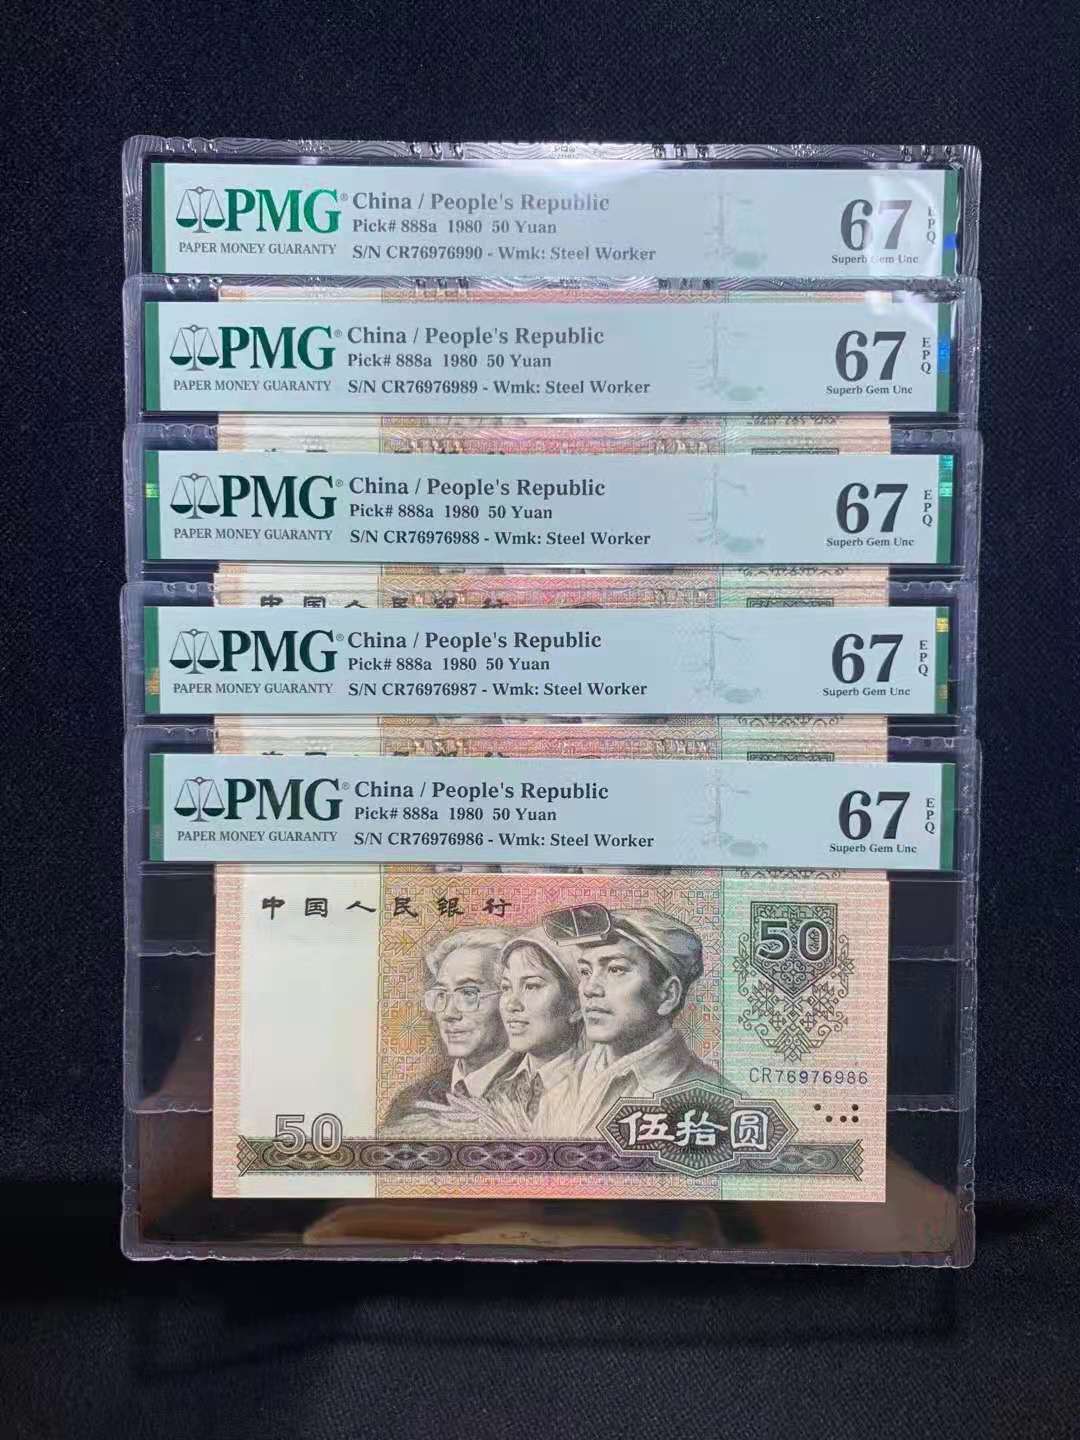 PMG®
PAPER MONEY GUARANTY
China / People's Republic
Pick# 888a 1980 50 Yuan
S/N CR76976990 - Wmk: Steel Worker
67 EPQ
Superb Gem Unc
PMG®
PAPER MONEY GUARANTY
China / People's Republic
Pick# 888a 1980 50 Yuan
S/N CR76976989 - Wmk: Steel Worker
67 EPQ
Superb Gem Unc
PMG®
PAPER MONEY GUARANTY
China / People's Republic
Pick# 888a 1980 50 Yuan
S/N CR76976988 - Wmk: Steel Worker
67 EPQ
Superb Gem Unc
中国人民银行
PMG®
PAPER MONEY GUARANTY
China / People's Republic
Pick# 888a 1980 50 Yuan
S/N CR76976987 - Wmk: Steel Worker
67 EPQ
Superb Gem Unc
PMG®
PAPER MONEY GUARANTY
China / People's Republic
Pick# 888a 1980 50 Yuan
S/N CR76976986 - Wmk: Steel Worker
67 EPQ
Superb Gem Unc
中国人民银行
50
CR76976986
50
伍拾圆